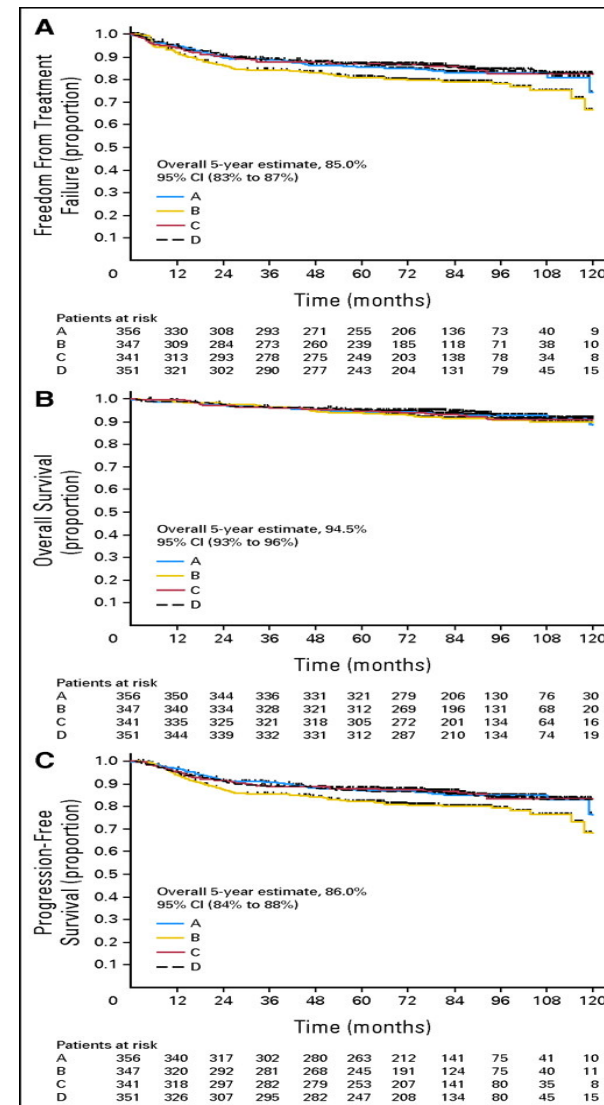 A
Freedom From Treatment
Failure (proportion)
1.0
0.9
0.8
0.7
0.6
0.5
0.4
0.3
0.2
0.1
Overall 5-year estimate, 85.0%
95% CI (83% to 87%)
A
B
C
D
0 12 24 36 48 60 72 84 96 108 120
Time (months)
Patients at risk
A 356 330 308 293 271 255 206 136 73 40 9
B 347 309 284 273 260 239 185 118 71 38 10
C 341 313 293 278 275 249 203 138 78 34 8
D 351 321 302 290 277 243 204 131 79 45 15
B
Overall Survival
(proportion)
1.0
0.9
0.8
0.7
0.6
0.5
0.4
0.3
0.2
0.1
Overall 5-year estimate, 94.5%
95% CI (93% to 96%)
A
B
C
D
0 12 24 36 48 60 72 84 96 108 120
Time (months)
Patients at risk
A 356 350 344 336 331 321 279 206 130 76 30
B 347 340 334 328 321 312 269 196 131 68 20
C 341 335 325 321 318 305 272 201 134 64 16
D 351 344 339 332 331 312 287 210 134 74 19
C
Progression-Free
Survival (proportion)
1.0
0.9
0.8
0.7
0.6
0.5
0.4
0.3
0.2
0.1
Overall 5-year estimate, 86.0%
95% CI (84% to 88%)
A
B
C
D
0 12 24 36 48 60 72 84 96 108 120
Time (months)
Patients at risk
A 356 340 317 302 280 263 212 141 75 41 10
B 347 320 292 281 268 245 191 124 75 40 11
C 341 318 297 282 279 253 207 141 80 35 8
D 351 326 307 295 282 247 208 134 80 45 15